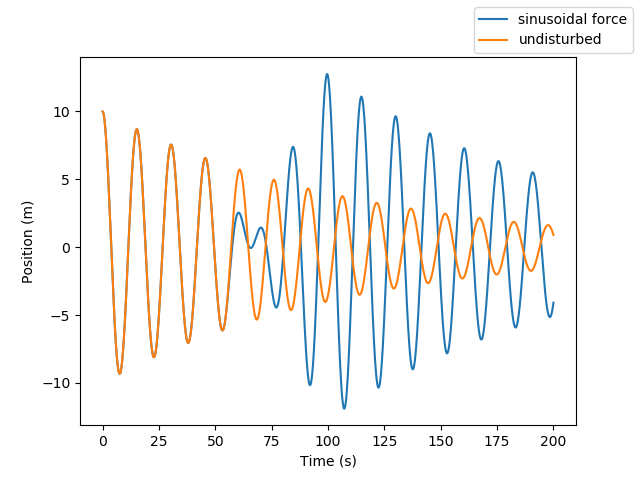 sinusoidal force
undisturbed
10
5
0
−5
−10
Position (m)
0 25 50 75 100 125 150 175 200
Time (s)